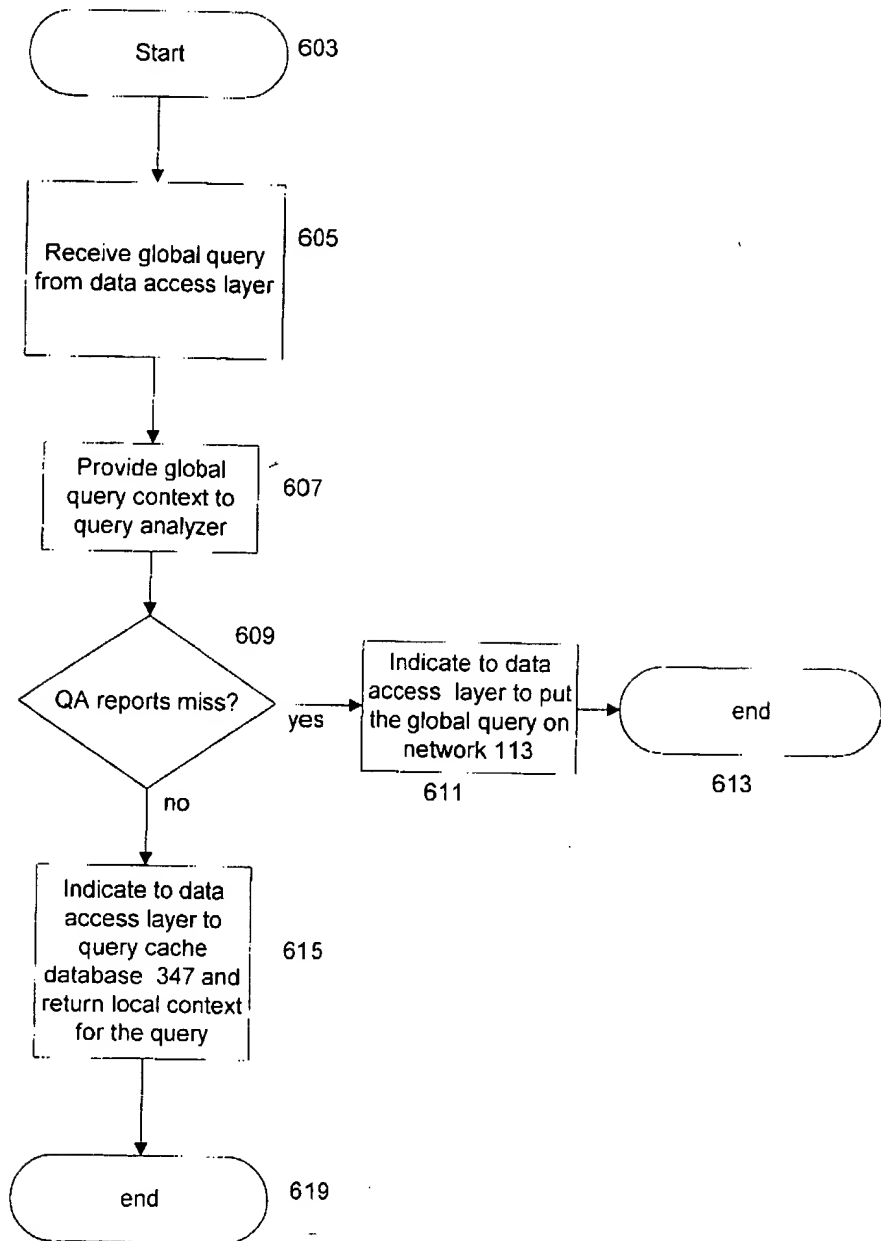 Start
603
Receive global query
from data access layer
605
Provide global
query context to
query analyzer
607
609
QA reports miss?
yes
Indicate to data
access layer to put
the global query on
network 113
611
end
613
no
Indicate to data
access layer to
query cache
database 347 and
return local context
for the query
615
end
619